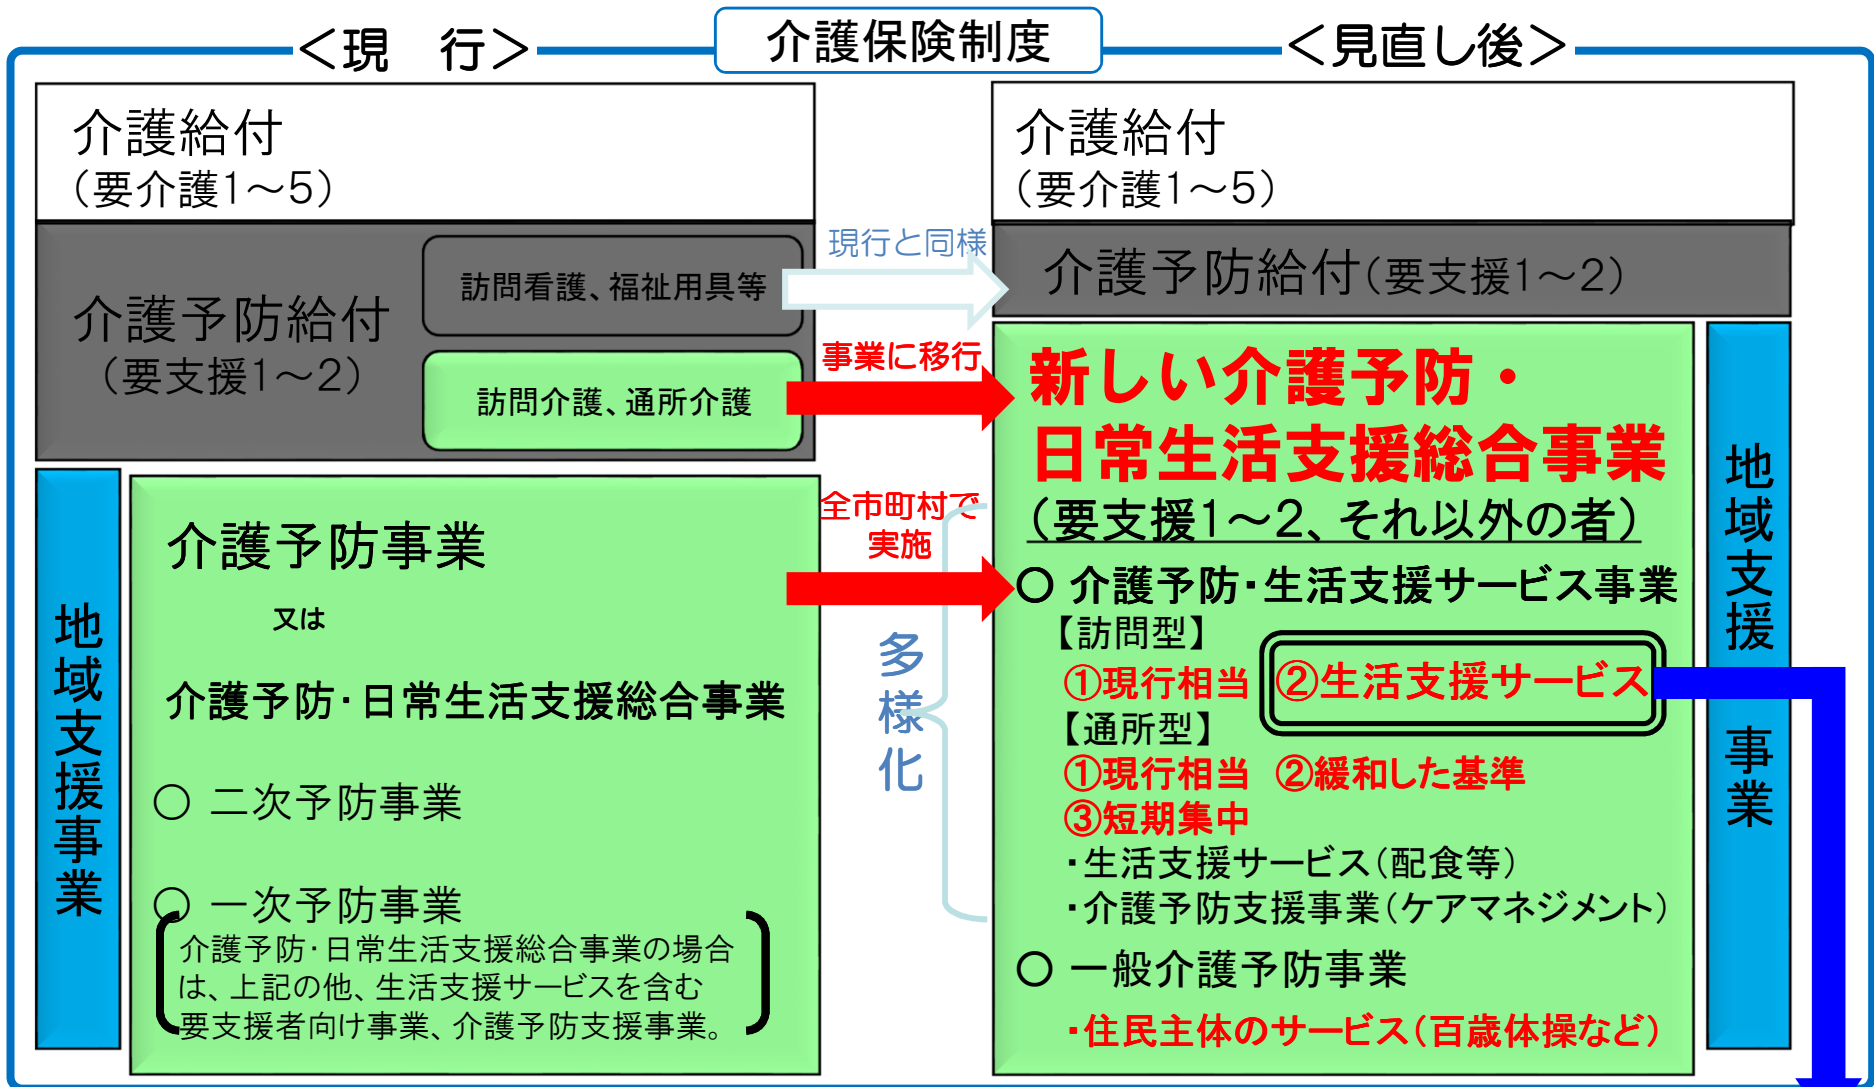 介護保険制度
＜現　行＞
介護給付
（要介護1～5）
介護予防給付
（要支援1～2）
訪問看護、福祉用具等
訪問介護、通所介護
地域支援事業
介護予防事業
又は
介護予防・日常生活支援総合事業
○ 二次予防事業
○ 一次予防事業
介護予防・日常生活支援総合事業の場合
は、上記の他、生活支援サービスを含む
要支援者向け事業、介護予防支援事業。
現行と同様
事業に移行
全市町村で
実施
多様化
＜見直し後＞
介護給付
（要介護1～5）
介護予防給付（要支援1～2）
新しい介護予防・
日常生活支援総合事業
（要支援1～2、それ以外の者）
○ 介護予防・生活支援サービス事業
【訪問型】
①現行相当 ②生活支援サービス
【通所型】
①現行相当 ②緩和した基準
③短期集中
・生活支援サービス（配食等）
・介護予防支援事業（ケアマネジメント）
○ 一般介護予防事業
・住民主体のサービス（百歳体操など）
地域支援　事業